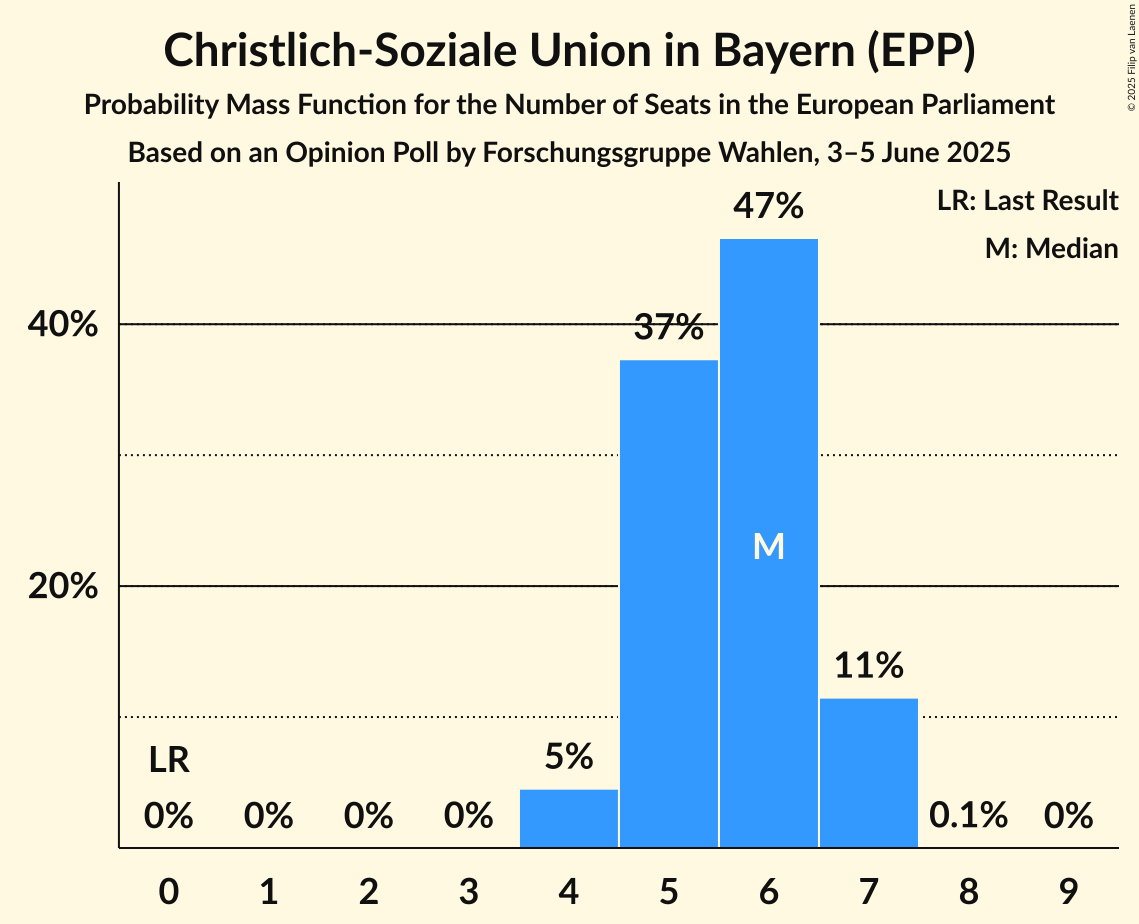 Christlich-Soziale Union in Bayern (EPP)
Probability Mass Function for the Number of Seats in the European Parliament
Based on an Opinion Poll by Forschungsgruppe Wahlen, 3–5 June 2025
© 2025 Filip van Laenen
LR: Last Result
M: Median
47%
40%
37%
M
20%
11%
5%
LR
0% 0% 0% 0% 0.1% 0%
0 1 2 3 4 5 6 7 8 9